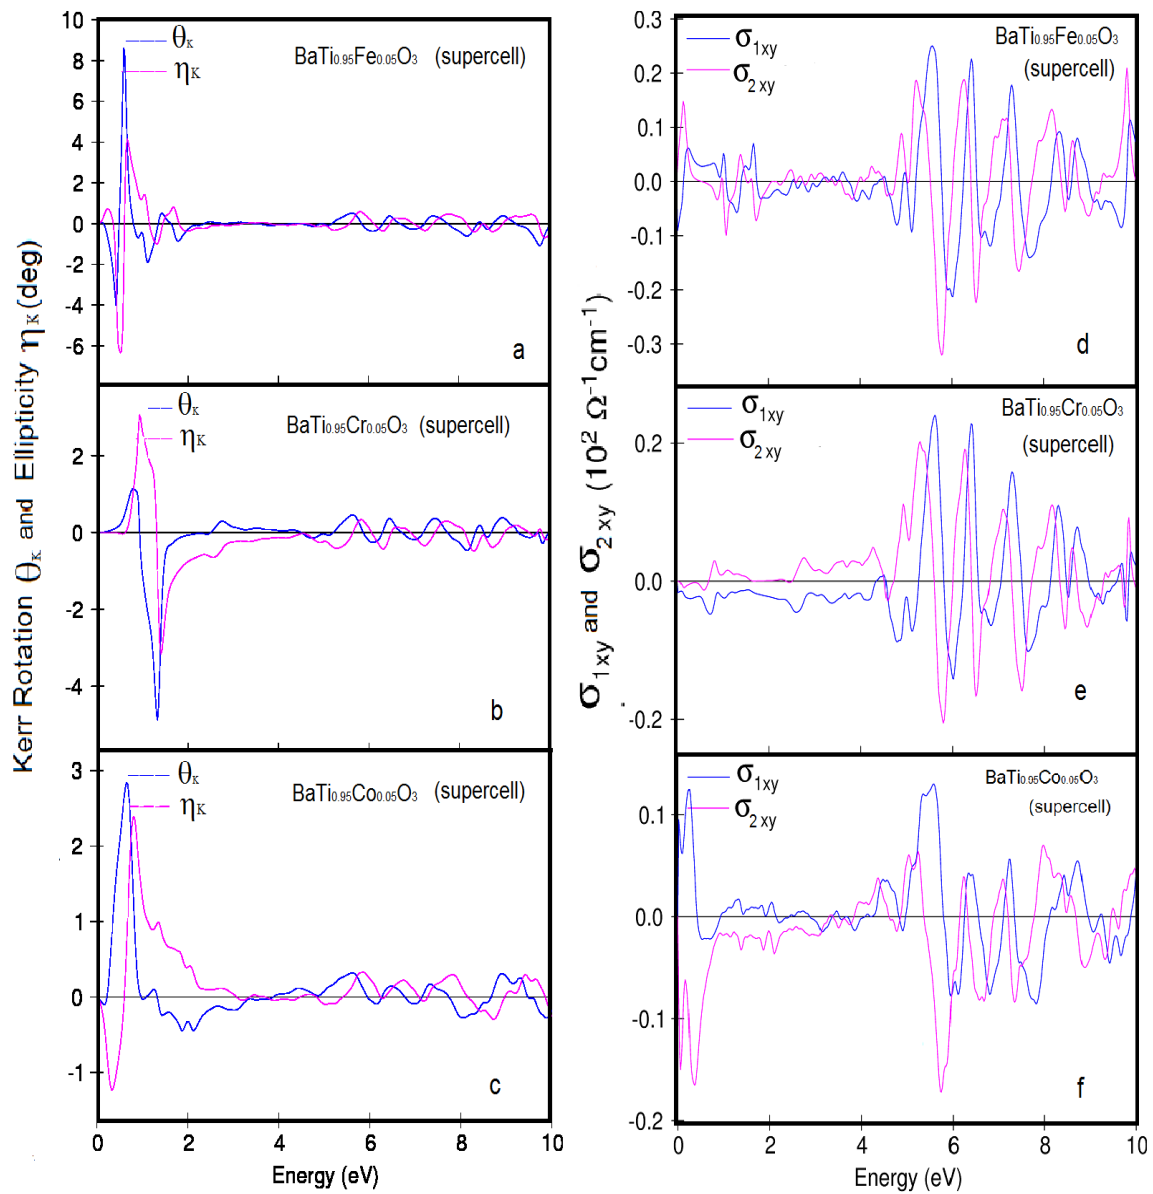 Kerr Rotation θK and Ellipticity ηK(deg)
10
8
6
4
2
0
-2
-4
-6
θK
ηK
BaTi0.95Fe0.05O3 (supercell)
a
2
0
-2
-4
θK
ηK
BaTi0.95Cr0.05O3 (supercell)
b
3
2
1
0
-1
θK
ηK
BaTi0.95Co0.05O3 (supercell)
c
0 2 4 6 8 10
Energy (eV)
σ1xy and σ2xy (10² Ω⁻¹cm⁻¹)
0.3
0.2
0.1
0.0
-0.1
-0.2
-0.3
σ1xy
σ2xy
BaTi0.95Fe0.05O3
(supercell)
d
0.2
0.0
-0.2
σ1xy
σ2xy
BaTi0.95Cr0.05O3
(supercell)
e
0.1
0.0
-0.1
-0.2
σ1xy
σ2xy
BaTi0.95Co0.05O3
(supercell)
f
0 2 4 6 8 10
Energy (eV)